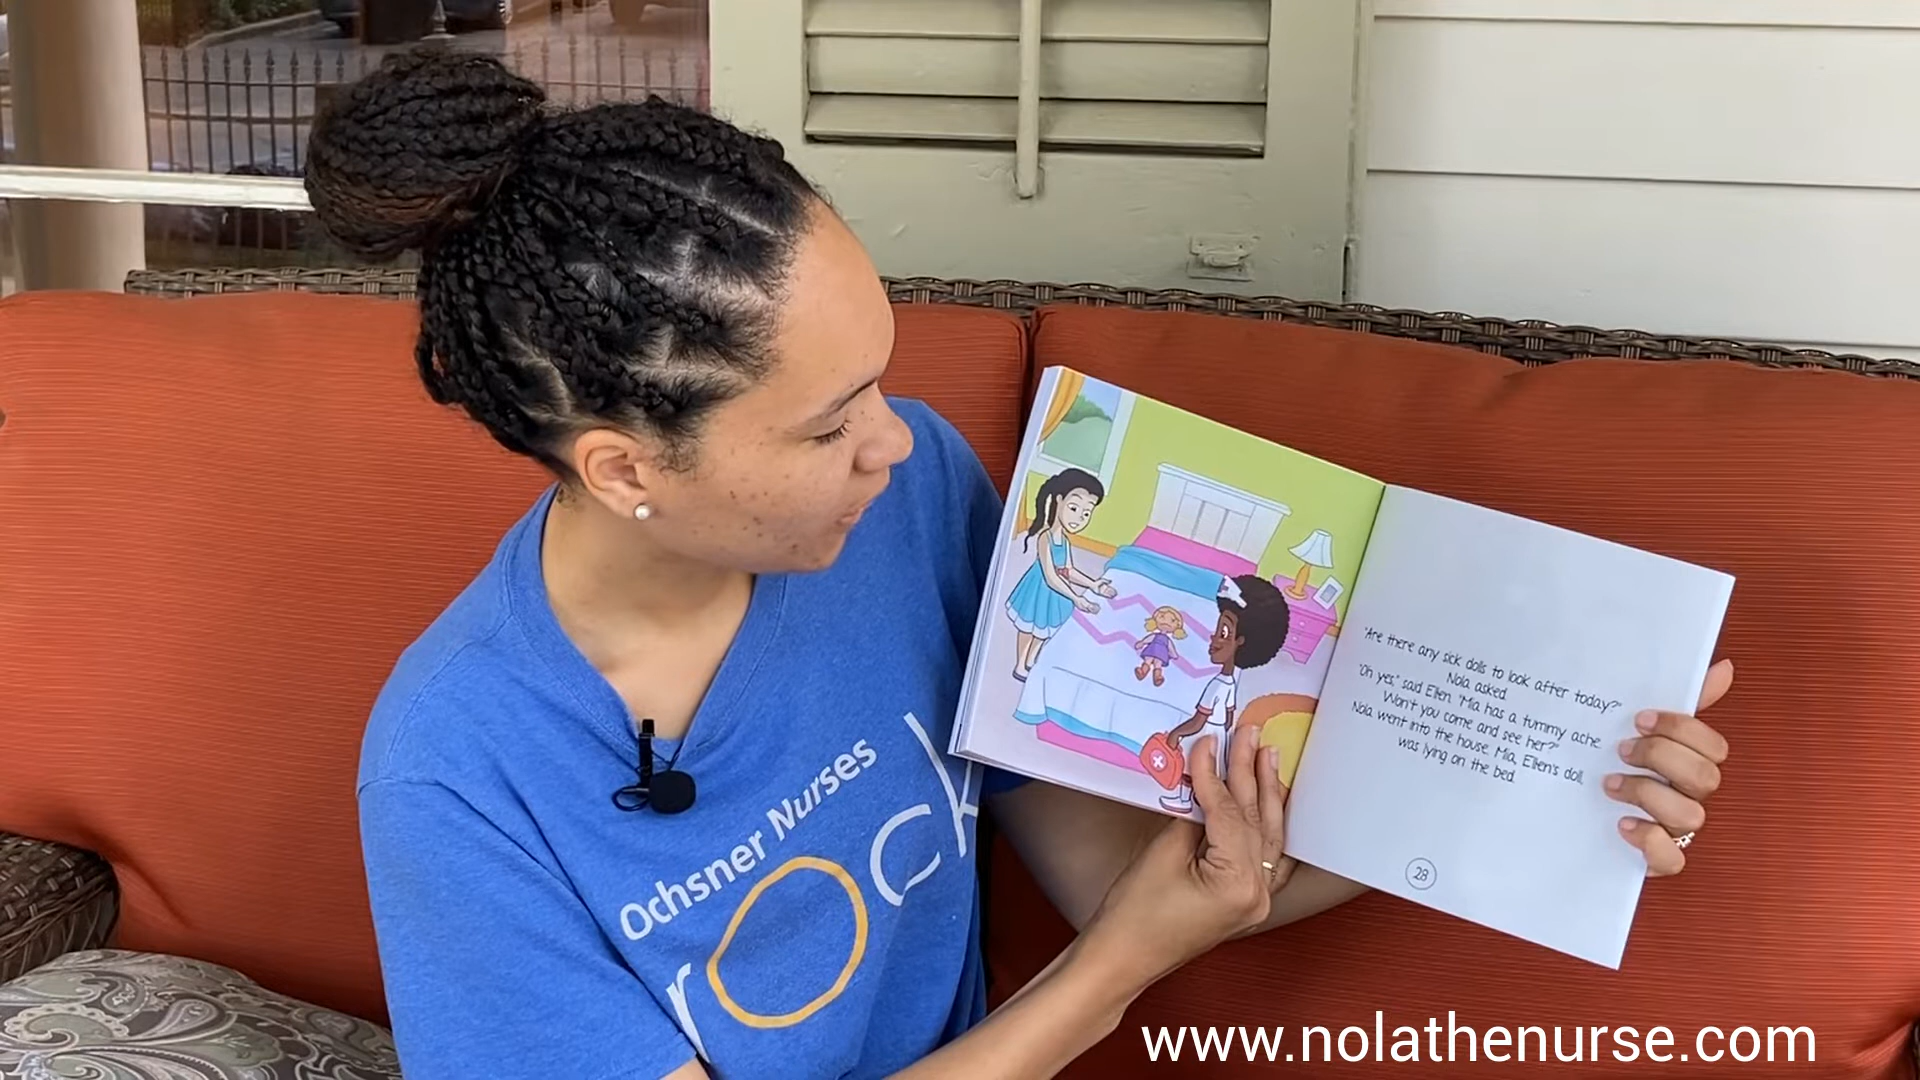 "Are there any sick dolls to look after today?"
Nola asked.
"Oh yes," said Ellen. "Mia has a tummy ache.
Won't you come and see her?"
Nola went into the house. Mia, Ellen's doll,
was lying on the bed.
28
Ochsner Nurses
rock
www.nolathenurse.com